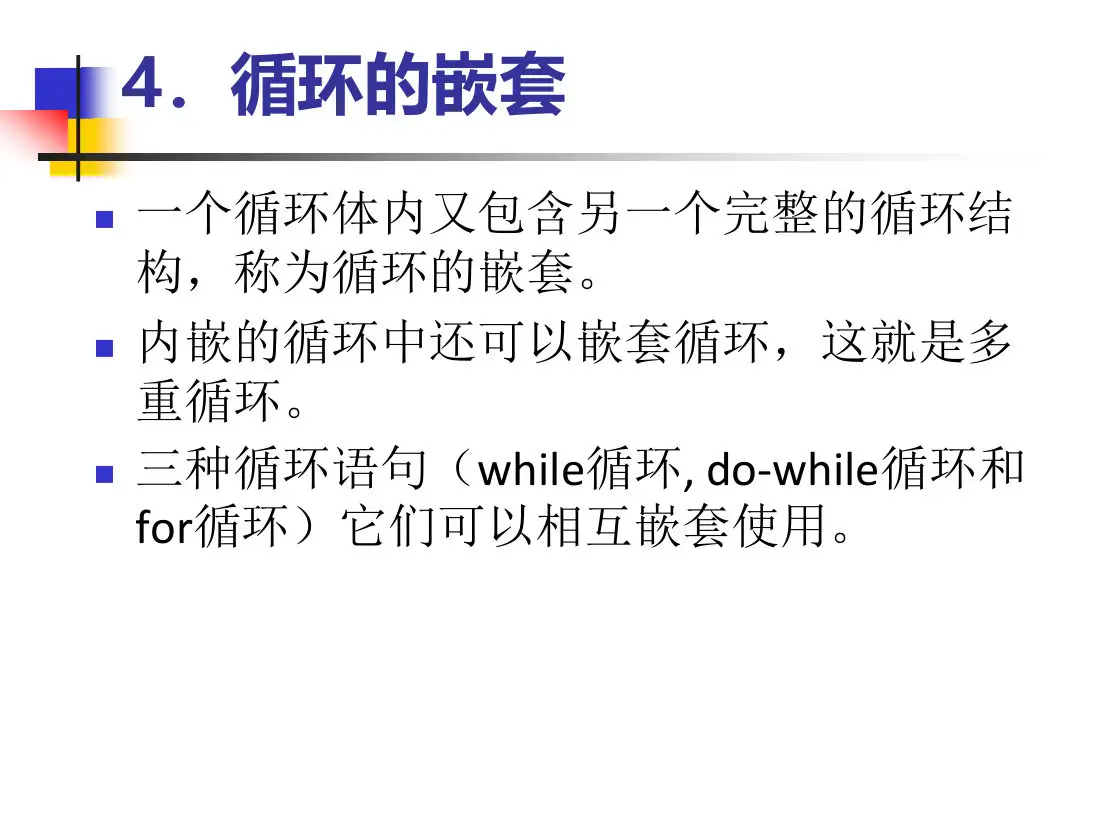 4．循环的嵌套
一个循环体内又包含另一个完整的循环结
构，称为循环的嵌套。
内嵌的循环中还可以嵌套循环，这就是多
重循环。
三种循环语句（while循环, do-while循环和
for循环）它们可以相互嵌套使用。